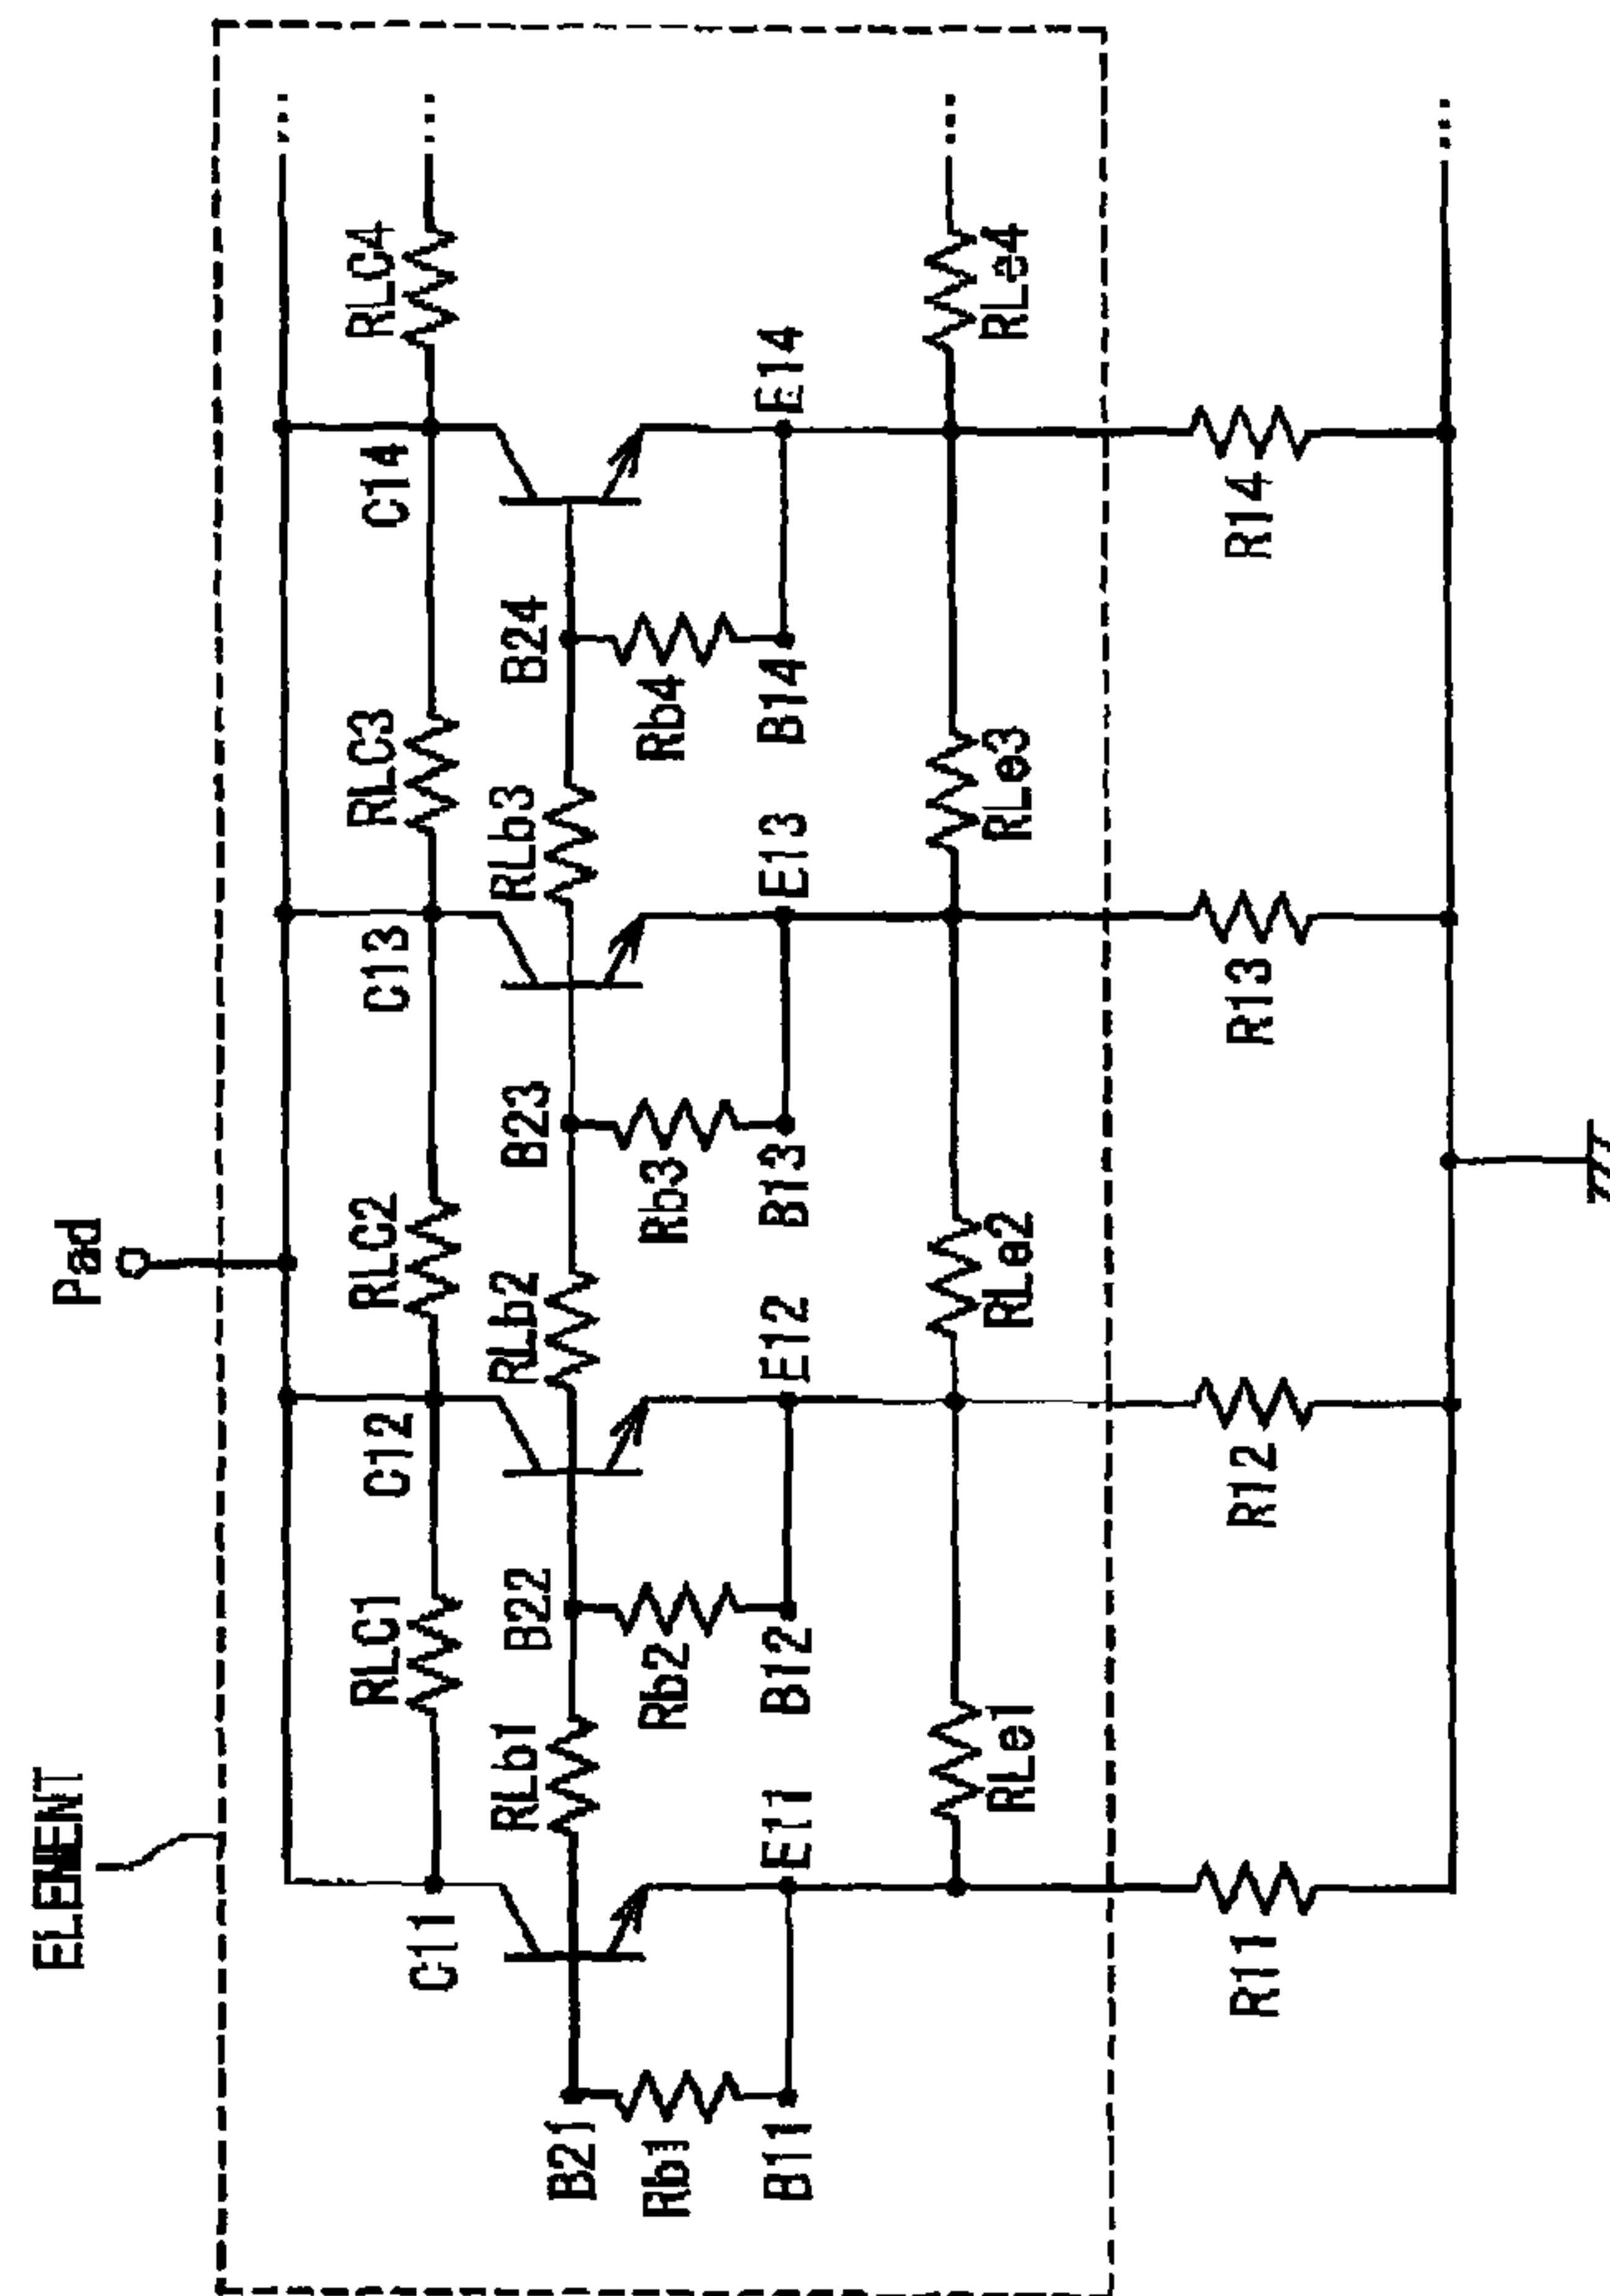 ELEMENT
Pad
C11
RLC1
C12
RLC2
C13
RLC3
C14
RLC4
B21
RLb1
B22
RLb2
B23
RLb3
B24
Rb1
Rb2
Rb3
Rb4
B11
E11
B12
E12
B13
E13
B14
E14
RLe1
RLe2
RLe3
RLe4
R11
R12
R13
R14